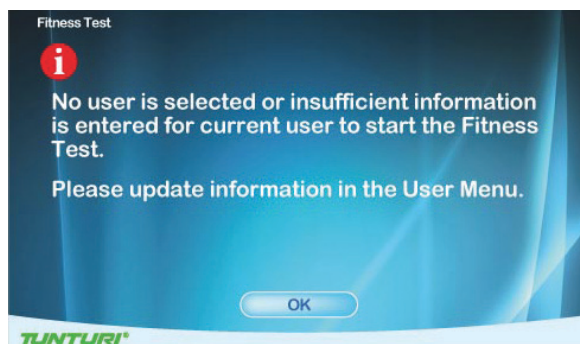 Fitness Test
i
No user is selected or insufficient information
is entered for current user to start the Fitness
Test.
Please update information in the User Menu.
OK
TUNTURI®